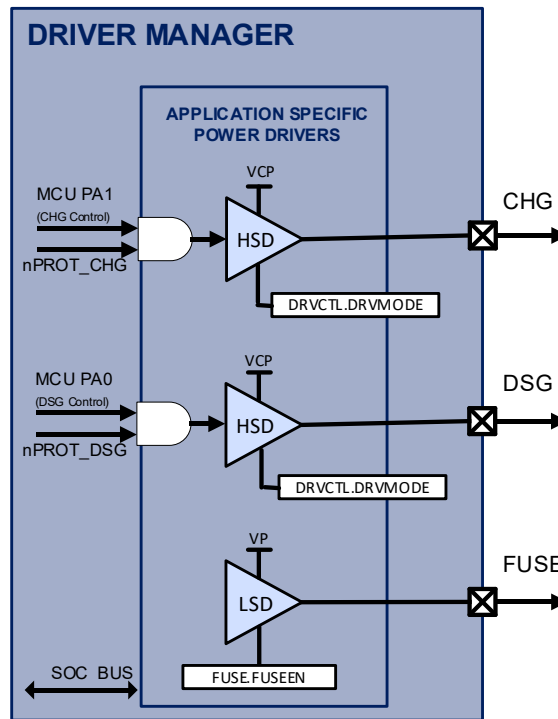 DRIVER MANAGER
APPLICATION SPECIFIC
POWER DRIVERS
MCU PA1
(CHG Control)
nPROT_CHG
VCP
HSD
DRVCTL.DRVMODE
CHG
MCU PA0
(DSG Control)
nPROT_DSG
VCP
HSD
DRVCTL.DRVMODE
DSG
VP
LSD
FUSE.FUSEEN
FUSE
SOC BUS